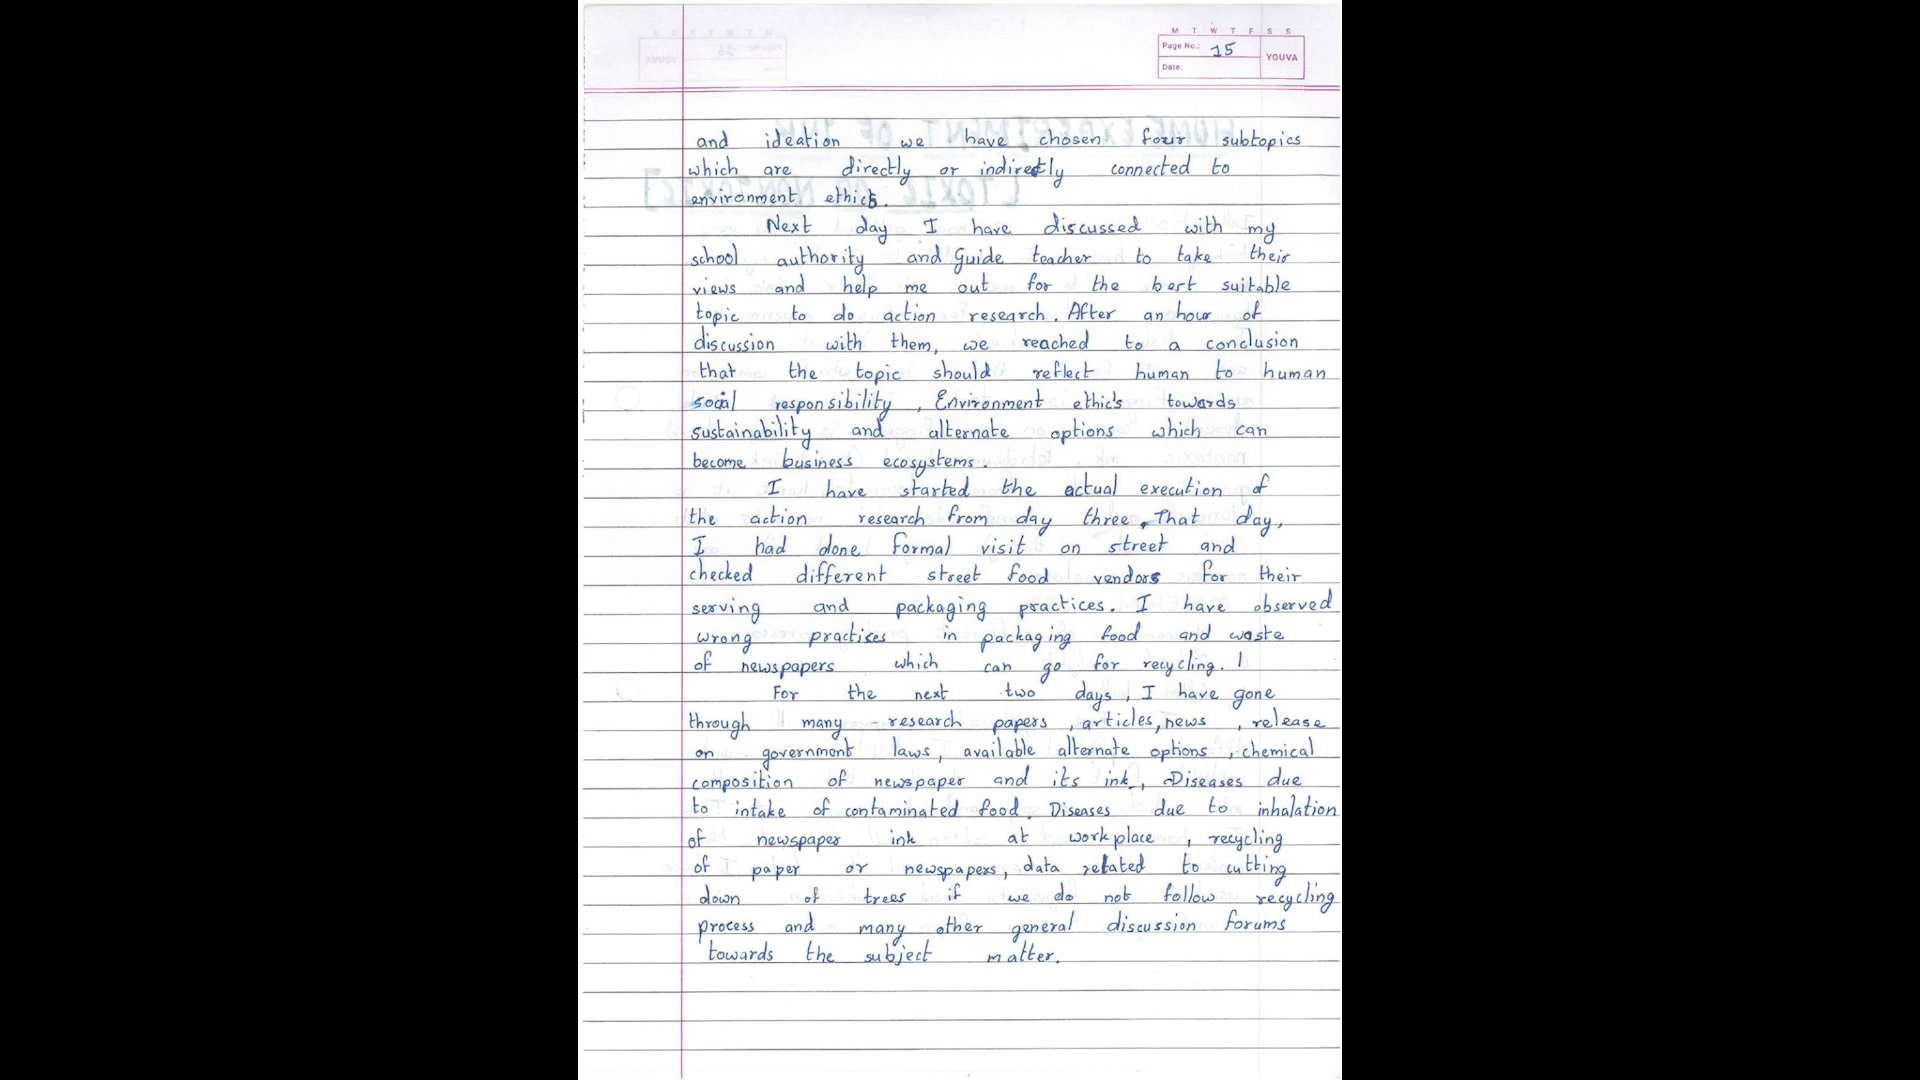 M T W T F S S
Page No.: 15
Date:
YOUVA
and ideation we have chosen four subtopics
which are directly or indirectly connected to
environment ethics.
Next day I have discussed with my
school authority and Guide teacher to take their
views and help me out for the best suitable
topic to do action research. After an hour of
discussion with them, we reached to a conclusion
that the topic should reflect human to human
social responsibility, Environment ethic's towards
sustainability and alternate options which can
become business ecosystems.
I have started the actual execution of
the action research from day three. That day,
I had done formal visit on street and
checked different street food vendors for their
serving and packaging practices. I have observed
wrong practises in packaging food and waste
of newspapers which can go for recycling. I
For the next two days, I have gone
through many research papers, articles, news, release
on government laws, available alternate options, chemical
composition of newspaper and its ink, Diseases due
to intake of contaminated food. Diseases due to inhalation
of newspaper ink at workplace, recycling
of paper or newspapers, data related to cutting
down of trees if we do not follow recycling
process and many other general discussion forums
towards the subject matter.